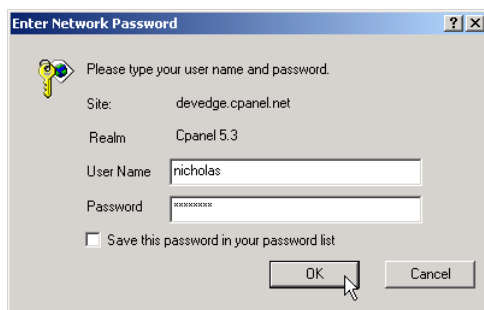 Enter Network Password ? X
Please type your user name and password.
Site: devedge.cpanel.net
Realm Cpanel 5.3
User Name nicholas
Password xxxxxxxx
Save this password in your password list
OK Cancel